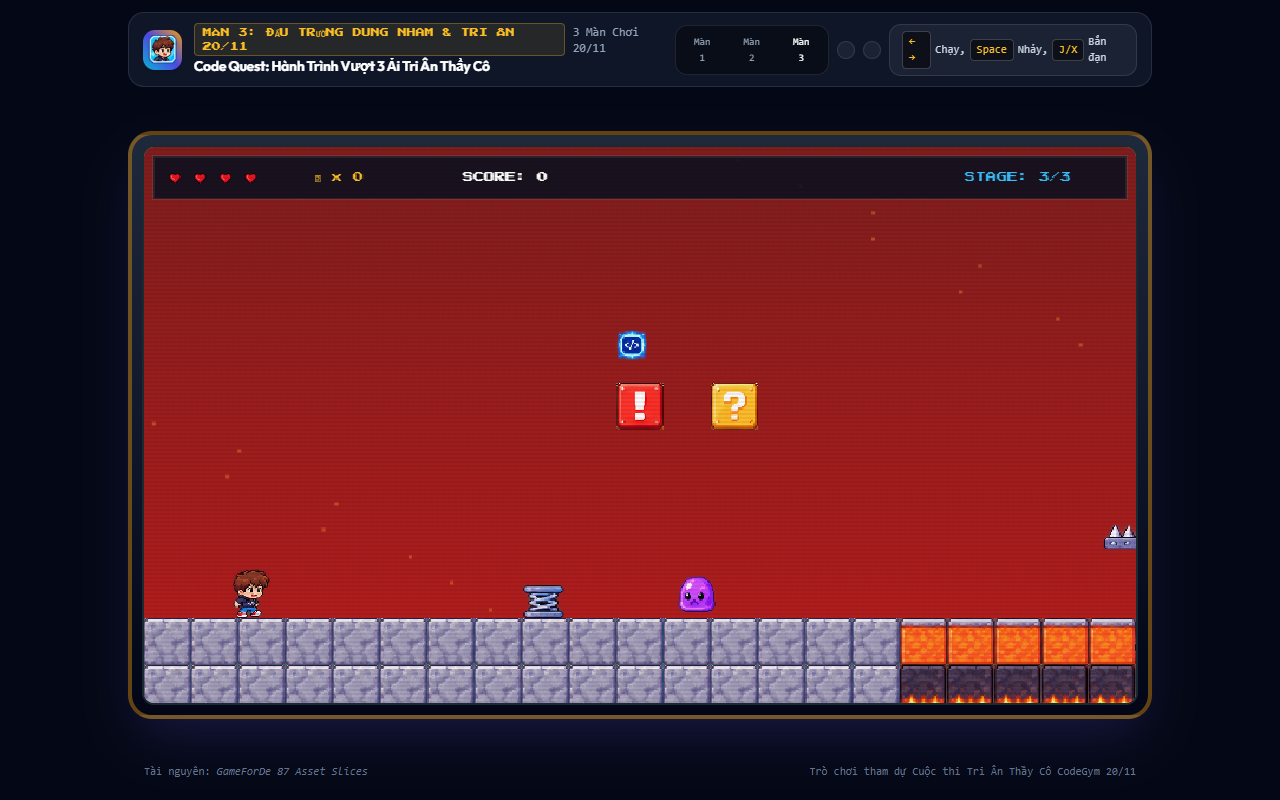 MÀN 3: ĐẤU TRƯỜNG DUNG NHAM & TRI ÂN
20/11
Code Quest: Hành Trình Vượt 3 Ải Tri Ân Thầy Cô
3 Màn Chơi
20/11
Màn
1
Màn
2
Màn
3
←
→
Chạy,
Space
Nhảy,
J/X
Bắn
đạn
x 0
SCORE: 0
STAGE: 3/3
</>
!
?
Tài nguyên: GameForDe 87 Asset Slices
Trò chơi tham dự Cuộc thi Tri Ân Thầy Cô CodeGym 20/11